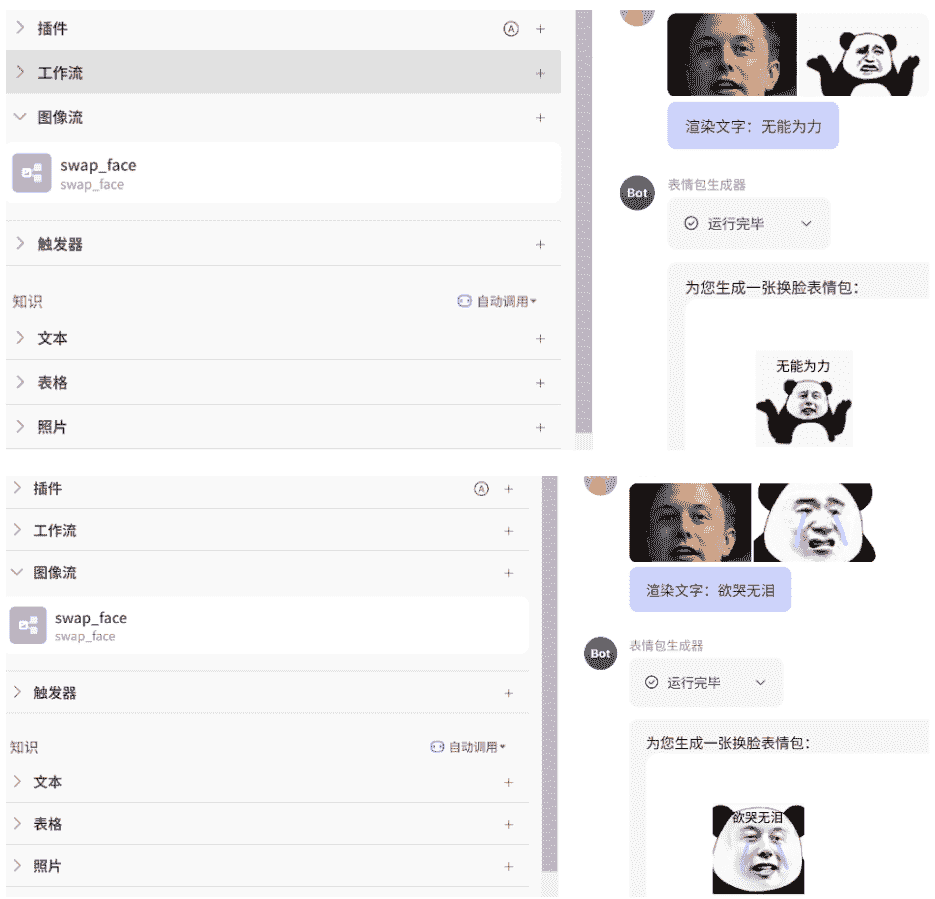 插件
工作流
图像流
swap_face
swap_face
触发器
知识
自动调用
文本
表格
照片
渲染文字：无能为力
Bot
表情包生成器
运行完毕
为您生成一张换脸表情包：
无能为力
插件
工作流
图像流
swap_face
swap_face
触发器
知识
自动调用
文本
表格
照片
渲染文字：欲哭无泪
Bot
表情包生成器
运行完毕
为您生成一张换脸表情包：
欲哭无泪